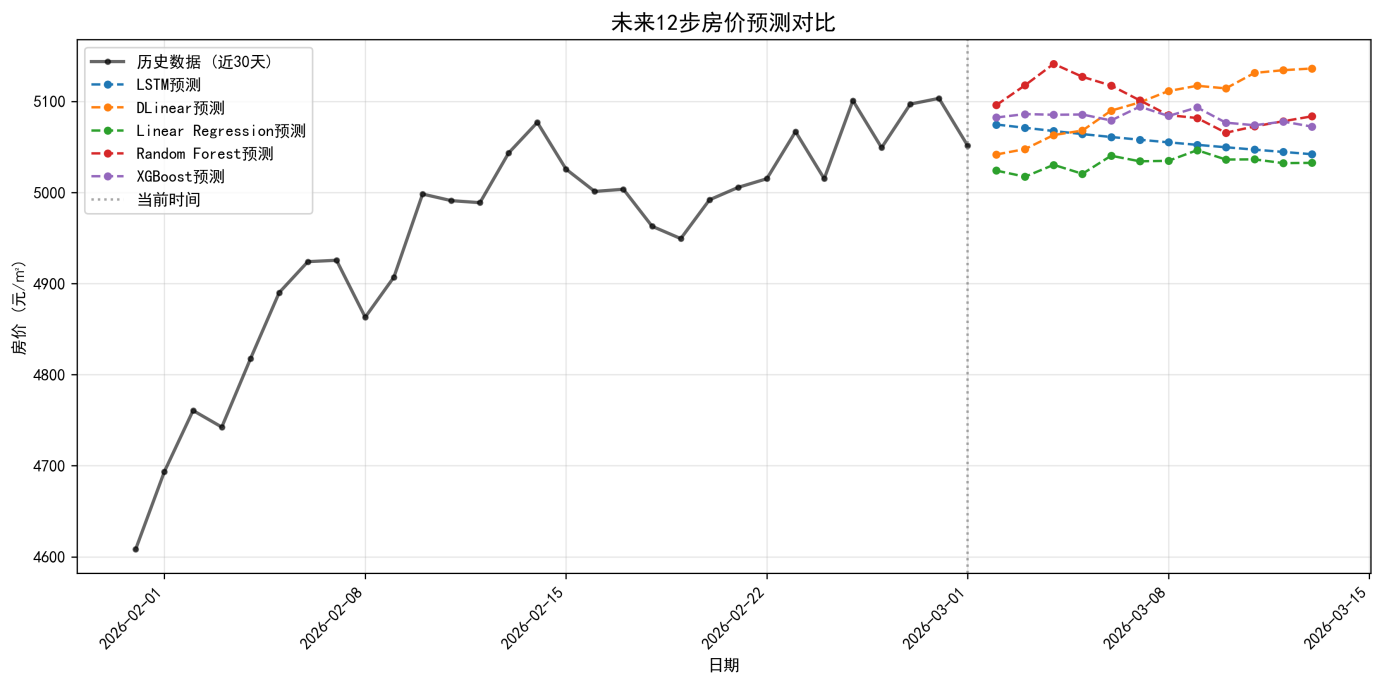 未来12步房价预测对比
历史数据 (近30天)
LSTM预测
DLinear预测
Linear Regression预测
Random Forest预测
XGBoost预测
当前时间
房价 (元/㎡)
5100
5000
4900
4800
4700
4600
2026-02-01
2026-02-08
2026-02-15
2026-02-22
2026-03-01
2026-03-08
2026-03-15
日期